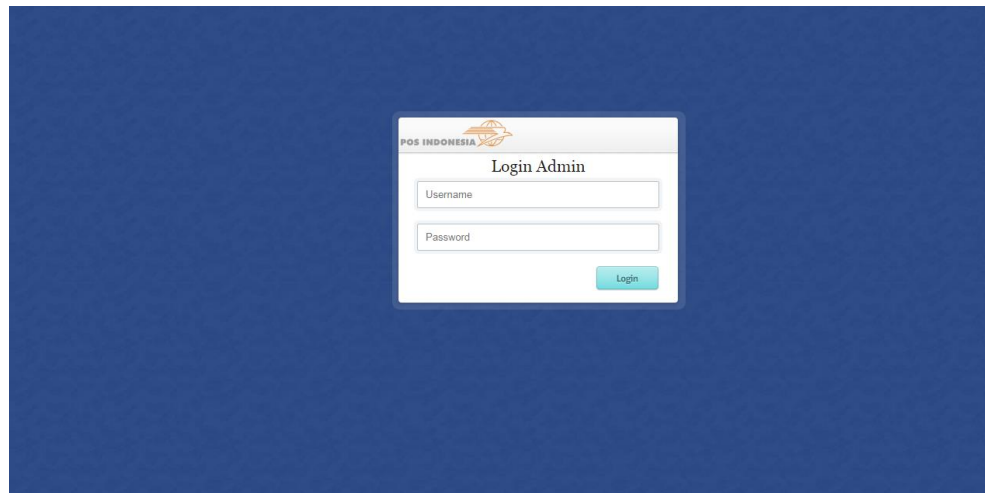 POS INDONESIA
Login Admin
Username
Password
Login